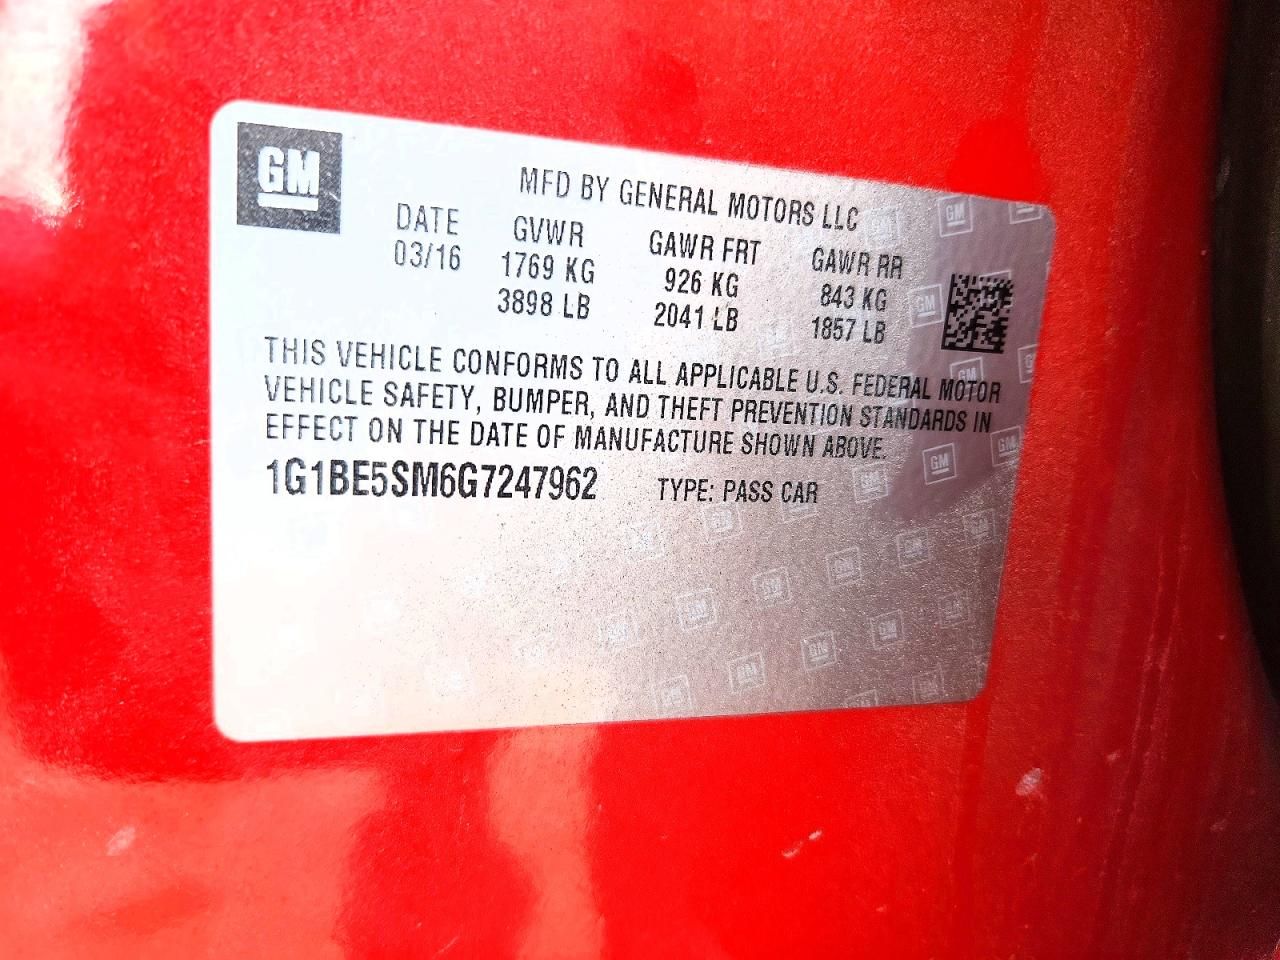 GM
MFD BY GENERAL MOTORS LLC
DATE GVWR GAWR FRT GAWR RR
03/16 1769 KG 926 KG 843 KG
3898 LB 2041 LB 1857 LB
THIS VEHICLE CONFORMS TO ALL APPLICABLE U.S. FEDERAL MOTOR
VEHICLE SAFETY, BUMPER, AND THEFT PREVENTION STANDARDS IN
EFFECT ON THE DATE OF MANUFACTURE SHOWN ABOVE.
1G1BE5SM6G7247962 TYPE: PASS CAR